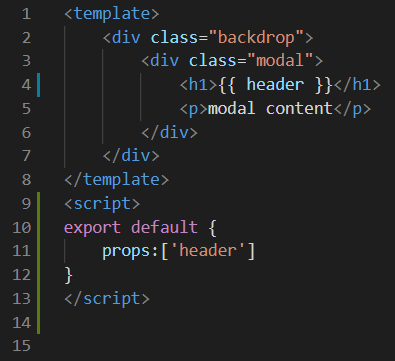 1 <template>
2 <div class="backdrop">
3 <div class="modal">
4 <h1>{{ header }}</h1>
5 <p>modal content</p>
6 </div>
7 </div>
8 </template>
9 <script>
10 export default {
11 props:['header']
12 }
13 </script>
14
15